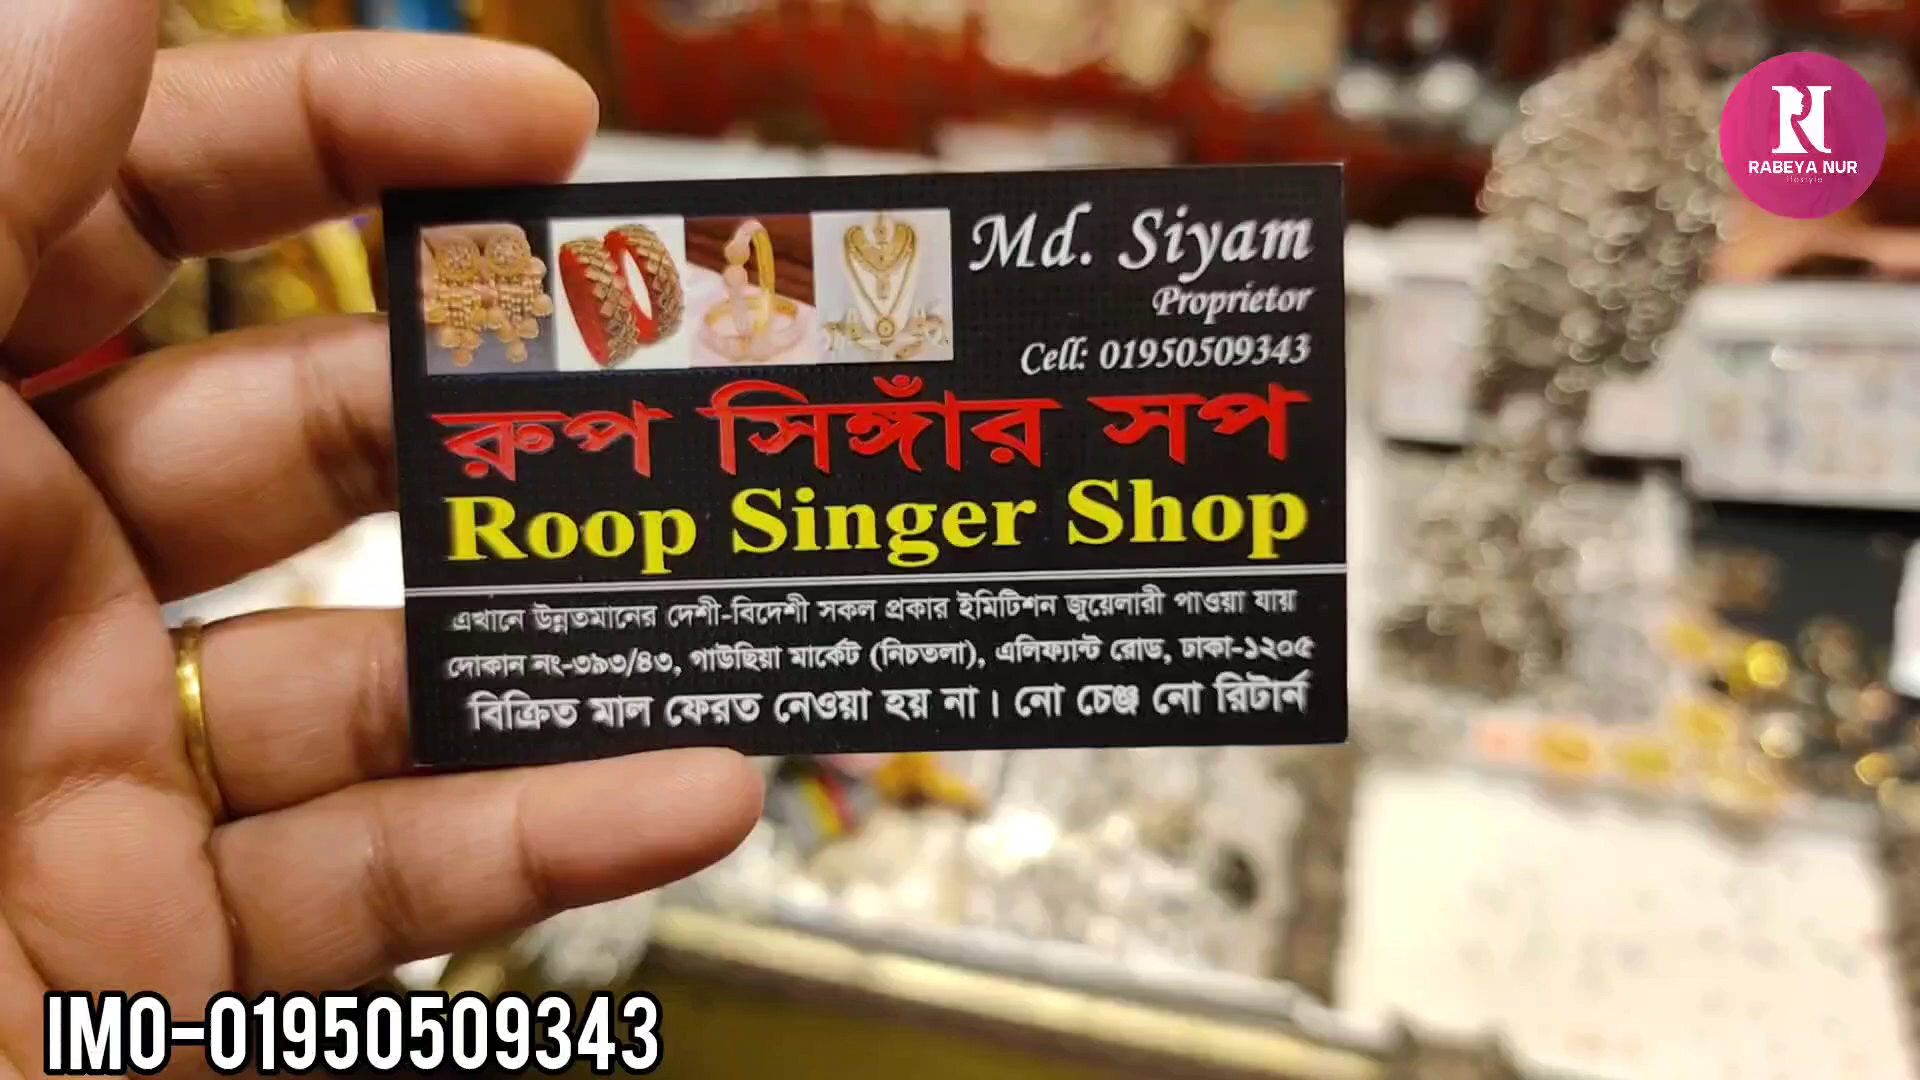 RABEYA NUR
Md. Siyam
Proprietor
Cell: 01950509343
রুপ সিঙ্গাঁর সপ
Roop Singer Shop
এখানে উন্নতমানের দেশী-বিদেশী সকল প্রকার ইমিটিশন জুয়েলারী পাওয়া যায়
দোকান নং-৩৯৩/৪৩, গাউছিয়া মার্কেট (নিচতলা), এলিফ্যান্ট রোড, ঢাকা-১২০৫
বিক্রিত মাল ফেরত নেওয়া হয় না। নো চেঞ্জ নো রিটার্ন
IMO-01950509343